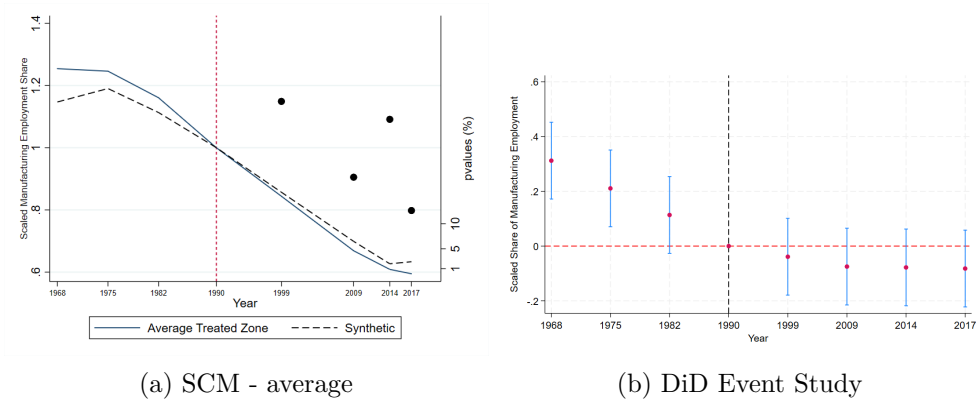 Scaled Manufacturing Employment Share
1.4
1.2
1
.8
.6
pvalues (%)
10
5
1
1968 1975 1982 1990 1999 2009 2014 2017
Year
Average Treated Zone Synthetic
(a) SCM - average
Scaled Share of Manufacturing Employment
.6
.4
.2
0
-.2
1968 1975 1982 1990 1999 2009 2014 2017
Year
(b) DiD Event Study